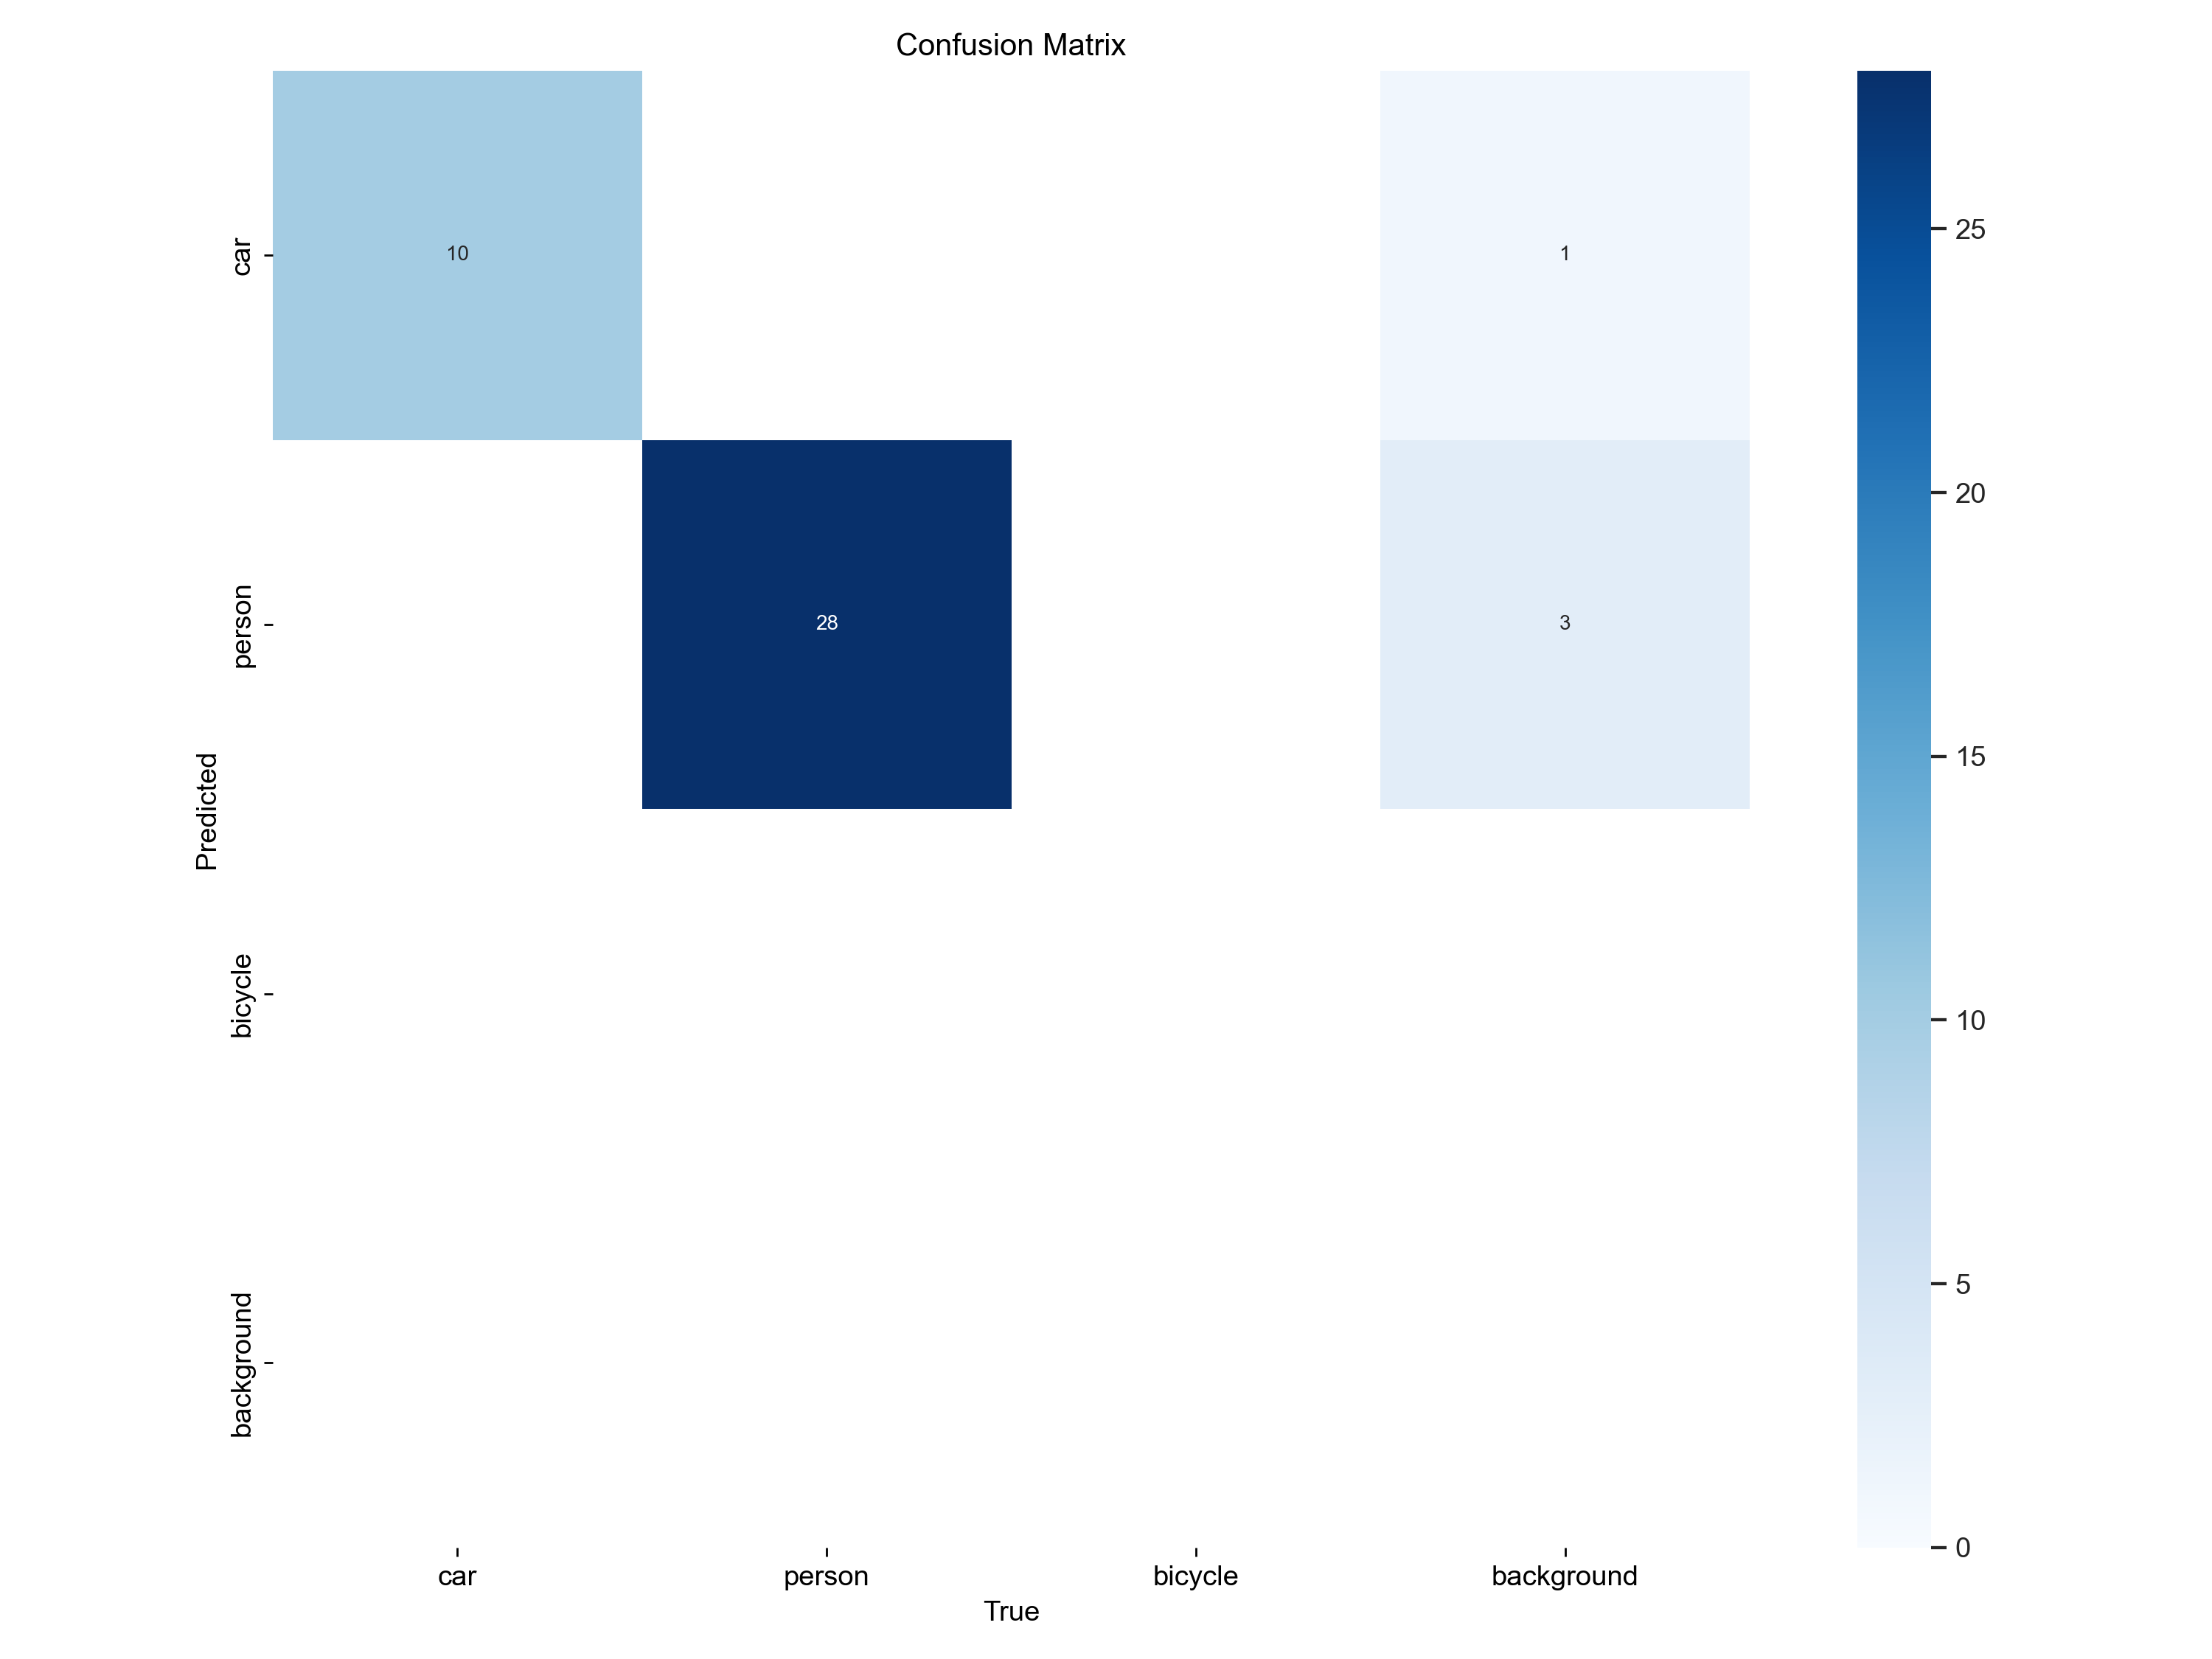 Confusion Matrix
car
person
bicycle
background
Predicted
10
1
28
3
car
person
bicycle
background
True
25
20
15
10
5
0